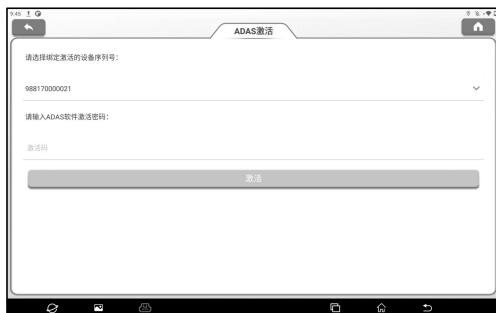 9:45
ADAS激活
请选择绑定激活的设备序列号：
988170000021
请输入ADAS软件激活密码：
激活码
激活